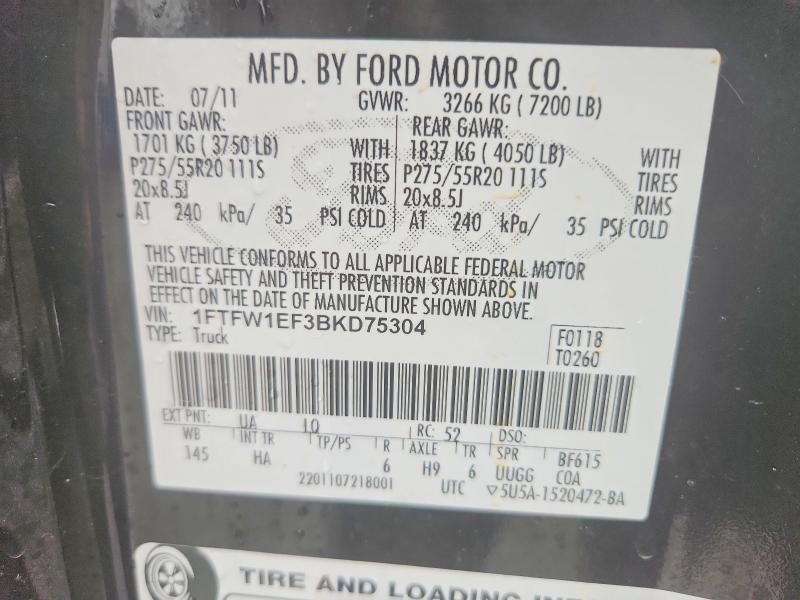 MFD. BY FORD MOTOR CO.
DATE: 07/11 GVWR: 3266 KG ( 7200 LB)
FRONT GAWR: REAR GAWR:
1701 KG ( 3750 LB) WITH 1837 KG ( 4050 LB) WITH
P275/55R20 111S TIRES P275/55R20 111S TIRES
20x8.5J RIMS 20x8.5J RIMS
AT 240 kPa/ 35 PSI COLD AT 240 kPa/ 35 PSI COLD
THIS VEHICLE CONFORMS TO ALL APPLICABLE FEDERAL MOTOR
VEHICLE SAFETY AND THEFT PREVENTION STANDARDS IN
EFFECT ON THE DATE OF MANUFACTURE SHOWN ABOVE.
VIN: 1FTFW1EF3BKD75304
TYPE: Truck
F0118
T0260
EXT PNT: UA RC: 52 DSO:
WB INT TR TP/PS R AXLE TR SPR BF615
145 HA 6 H9 6 UUGG COA
2201107218001 UTC ▽5U5A-1520472-BA
TIRE AND LOADING